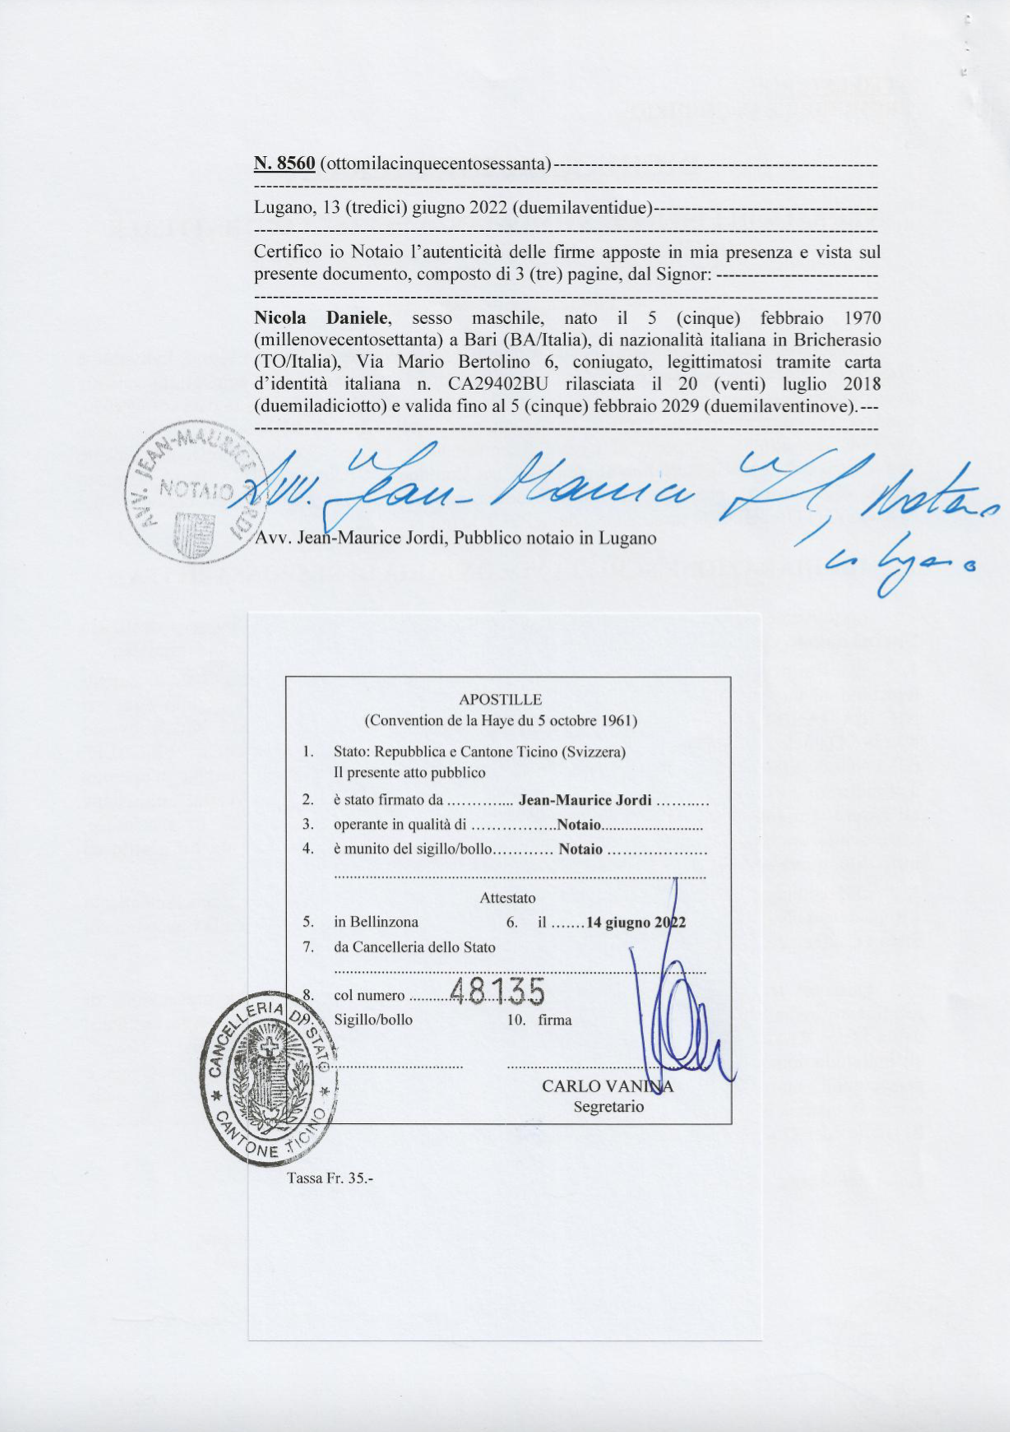 N. 8560 (ottomilacinquecentosessanta)----------------------------------------------------
----------------------------------------------------------------------------------------------------
Lugano, 13 (tredici) giugno 2022 (duemilaventidue)------------------------------------
----------------------------------------------------------------------------------------------------
Certifico io Notaio l’autenticità delle firme apposte in mia presenza e vista sul
presente documento, composto di 3 (tre) pagine, dal Signor: --------------------------
----------------------------------------------------------------------------------------------------
Nicola Daniele, sesso maschile, nato il 5 (cinque) febbraio 1970
(millenovecentosettanta) a Bari (BA/Italia), di nazionalità italiana in Bricherasio
(TO/Italia), Via Mario Bertolino 6, coniugato, legittimatosi tramite carta
d’identità italiana n. CA29402BU rilasciata il 20 (venti) luglio 2018
(duemiladiciotto) e valida fino al 5 (cinque) febbraio 2029 (duemilaventinove).---
----------------------------------------------------------------------------------------------------
AVV. JEAN-MAURICE JORDI
NOTAIO
Avv. Jean-Maurice Jordi, Notaio
in Lugano
Avv. Jean-Maurice Jordi, Pubblico notaio in Lugano
APOSTILLE
(Convention de la Haye du 5 octobre 1961)
1. Stato: Repubblica e Cantone Ticino (Svizzera)
Il presente atto pubblico
2. è stato firmato da ............. Jean-Maurice Jordi ...........
3. operante in qualità di ................Notaio..........................
4. è munito del sigillo/bollo............ Notaio ....................
Attestato
5. in Bellinzona 6. il .......14 giugno 2022
7. da Cancelleria dello Stato
8. col numero ..........48135
Sigillo/bollo 10. firma
CANCELLERIA DI STATO
* CANTONE TICINO *
CARLO VANINA
Segretario
Tassa Fr. 35.-